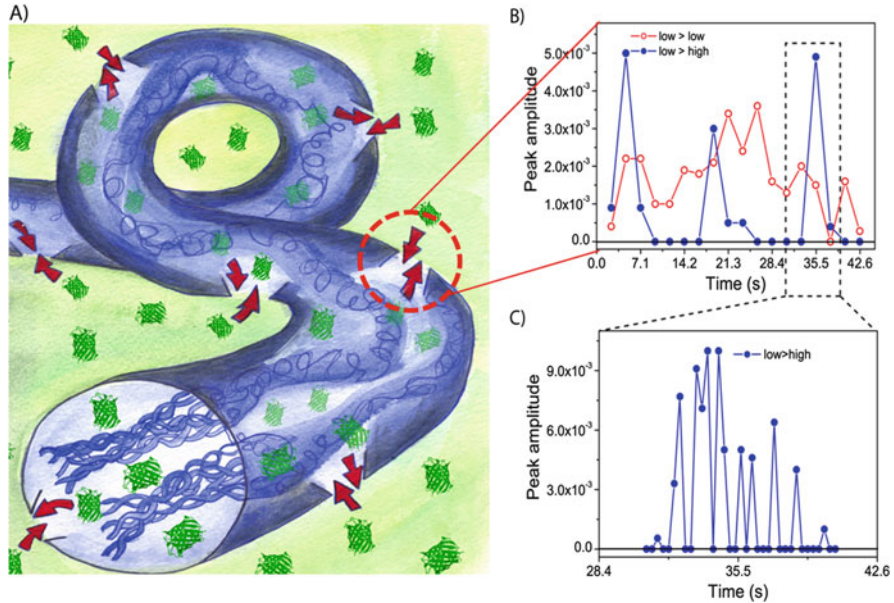 A)
B)
low > low
low > high
Peak amplitude
5.0x10⁻³
4.0x10⁻³
3.0x10⁻³
2.0x10⁻³
1.0x10⁻³
0.0
0.0 7.1 14.2 21.3 28.4 35.5 42.6
Time (s)
C)
low>high
Peak amplitude
9.0x10⁻³
6.0x10⁻³
3.0x10⁻³
0.0
28.4 35.5 42.6
Time (s)